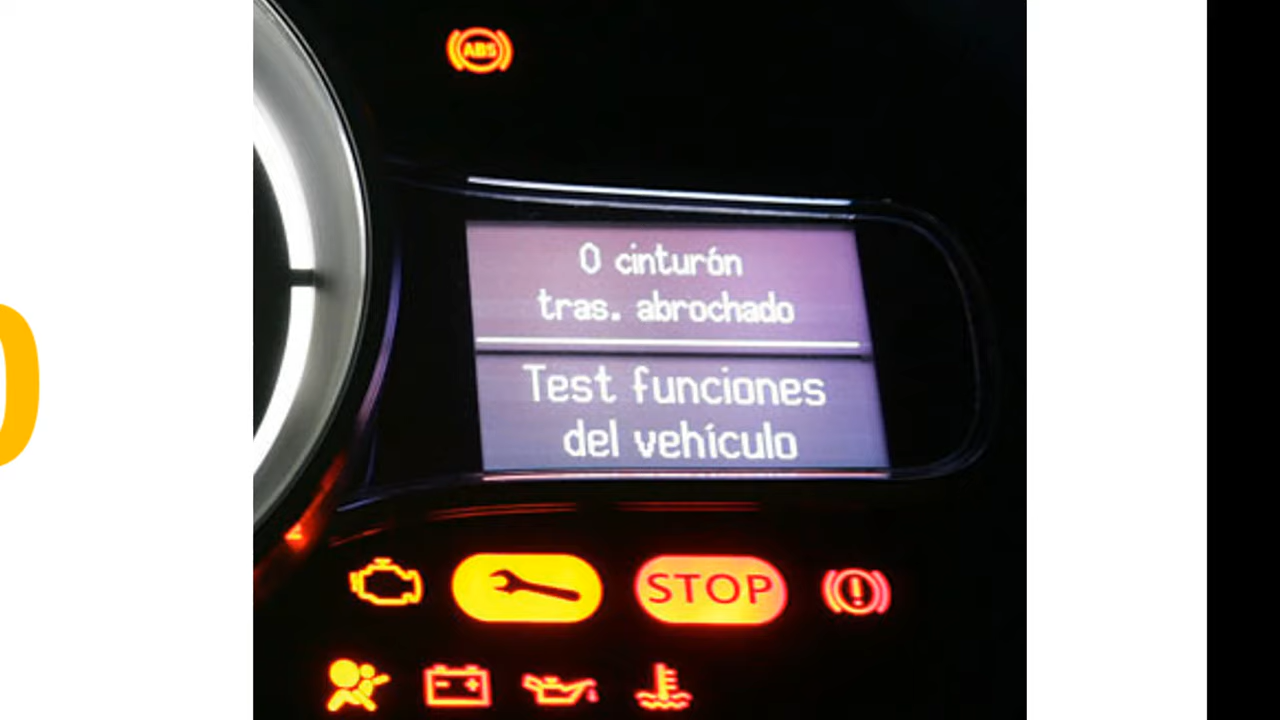 ABS
0 cinturón
tras. abrochado
Test funciones
del vehículo
STOP